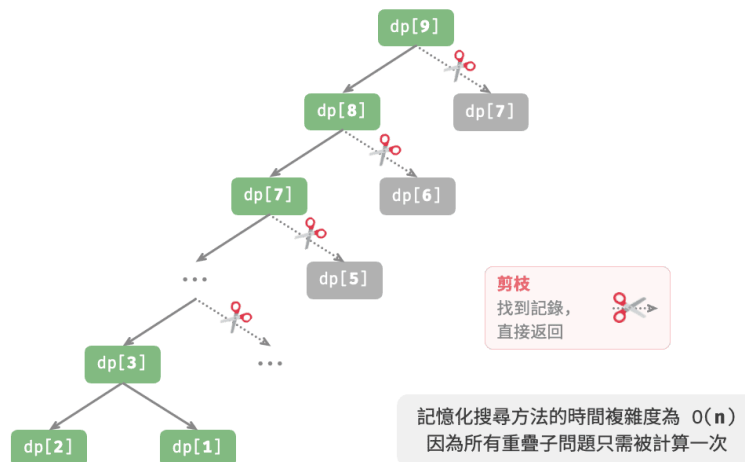 dp[9]
dp[8]
dp[7]
dp[7]
dp[6]
...
dp[5]
剪枝
找到記錄，
直接返回
dp[3]
...
dp[2]
dp[1]
記憶化搜尋方法的時間複雜度為 O(n)
因為所有重疊子問題只需被計算一次